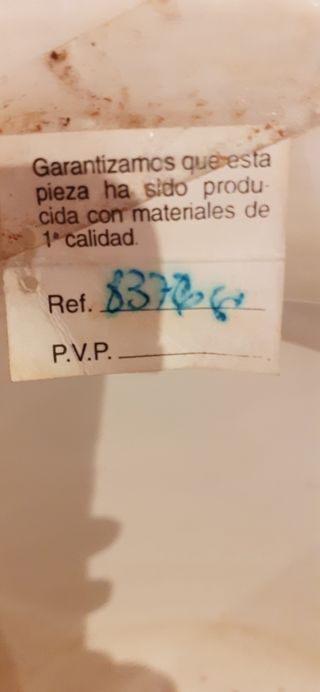 Garantizamos que esta
pieza ha sido produ-
cida con materiales de
1ª calidad.
Ref.
P.V.P.